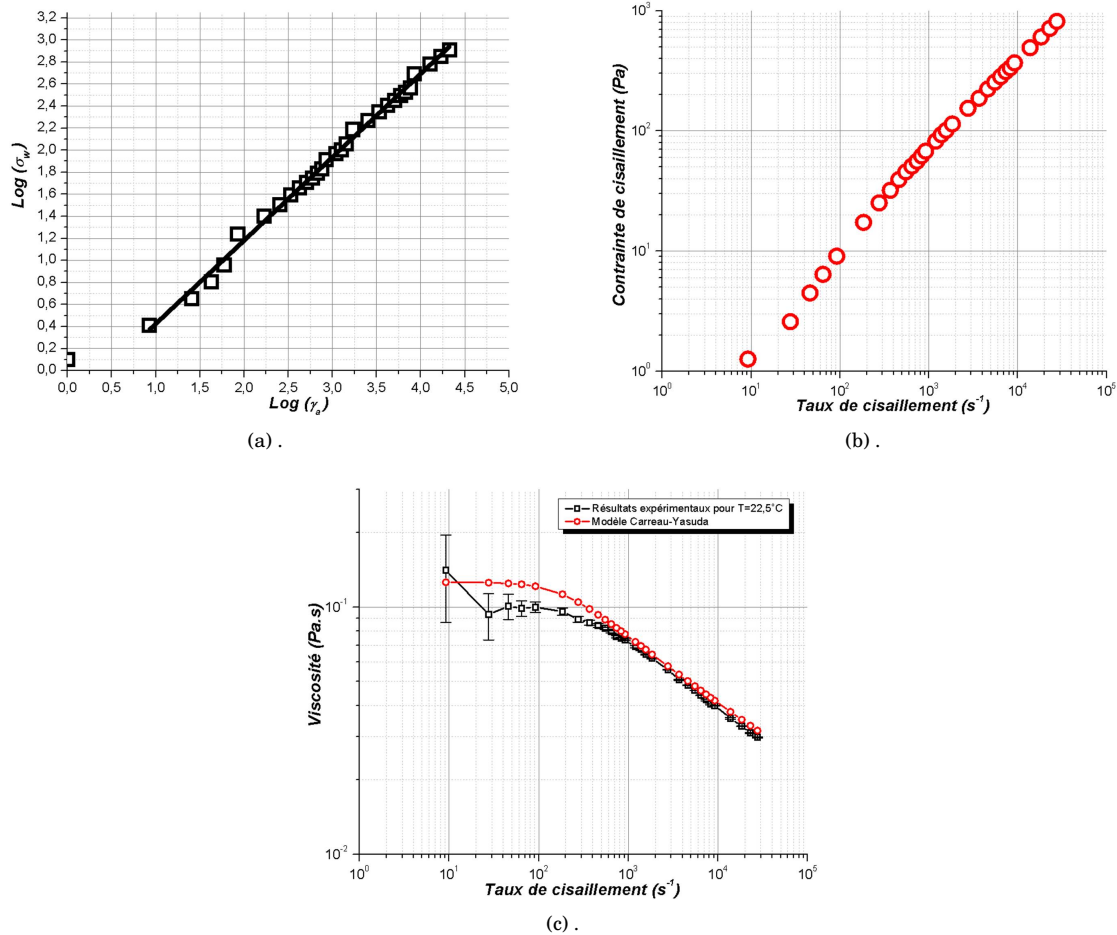 3,2
3,0
2,8
2,6
2,4
2,2
2,0
1,8
1,6
1,4
1,2
1,0
0,8
0,6
0,4
0,2
0,0
Log (σw)
0,0 0,5 1,0 1,5 2,0 2,5 3,0 3,5 4,0 4,5 5,0
Log (γ̇a)
(a) .
10³
10²
10¹
10⁰
Contrainte de cisaillement (Pa)
10⁰ 10¹ 10² 10³ 10⁴ 10⁵
Taux de cisaillement (s⁻¹)
(b) .
Résultats expérimentaux pour T=22,5°C
Modèle Carreau-Yasuda
10⁻¹
10⁻²
Viscosité (Pa.s)
10⁰ 10¹ 10² 10³ 10⁴ 10⁵
Taux de cisaillement (s⁻¹)
(c) .